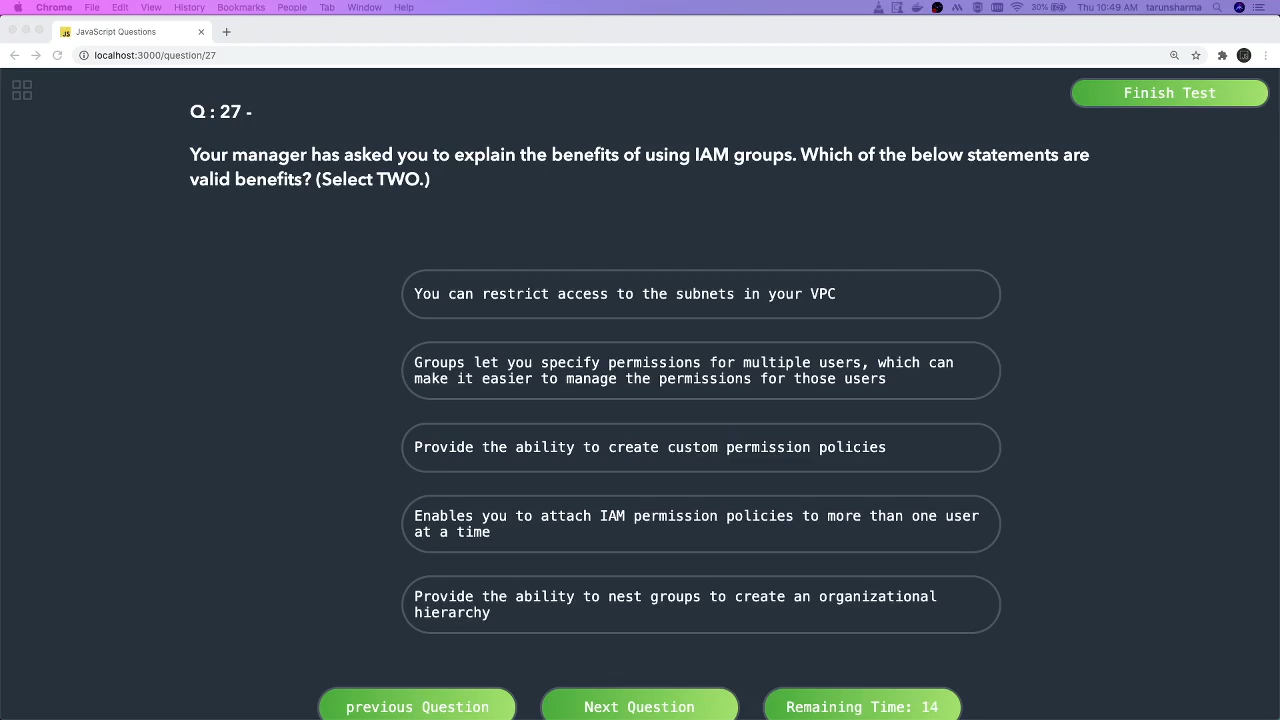 Chrome File Edit View History Bookmarks People Tab Window Help 30% Thu 10:49 AM tarunsharma
JS JavaScript Questions
localhost:3000/question/27
Finish Test
Q : 27 -
Your manager has asked you to explain the benefits of using IAM groups. Which of the below statements are
valid benefits? (Select TWO.)
You can restrict access to the subnets in your VPC
Groups let you specify permissions for multiple users, which can
make it easier to manage the permissions for those users
Provide the ability to create custom permission policies
Enables you to attach IAM permission policies to more than one user
at a time
Provide the ability to nest groups to create an organizational
hierarchy
previous Question Next Question Remaining Time: 14